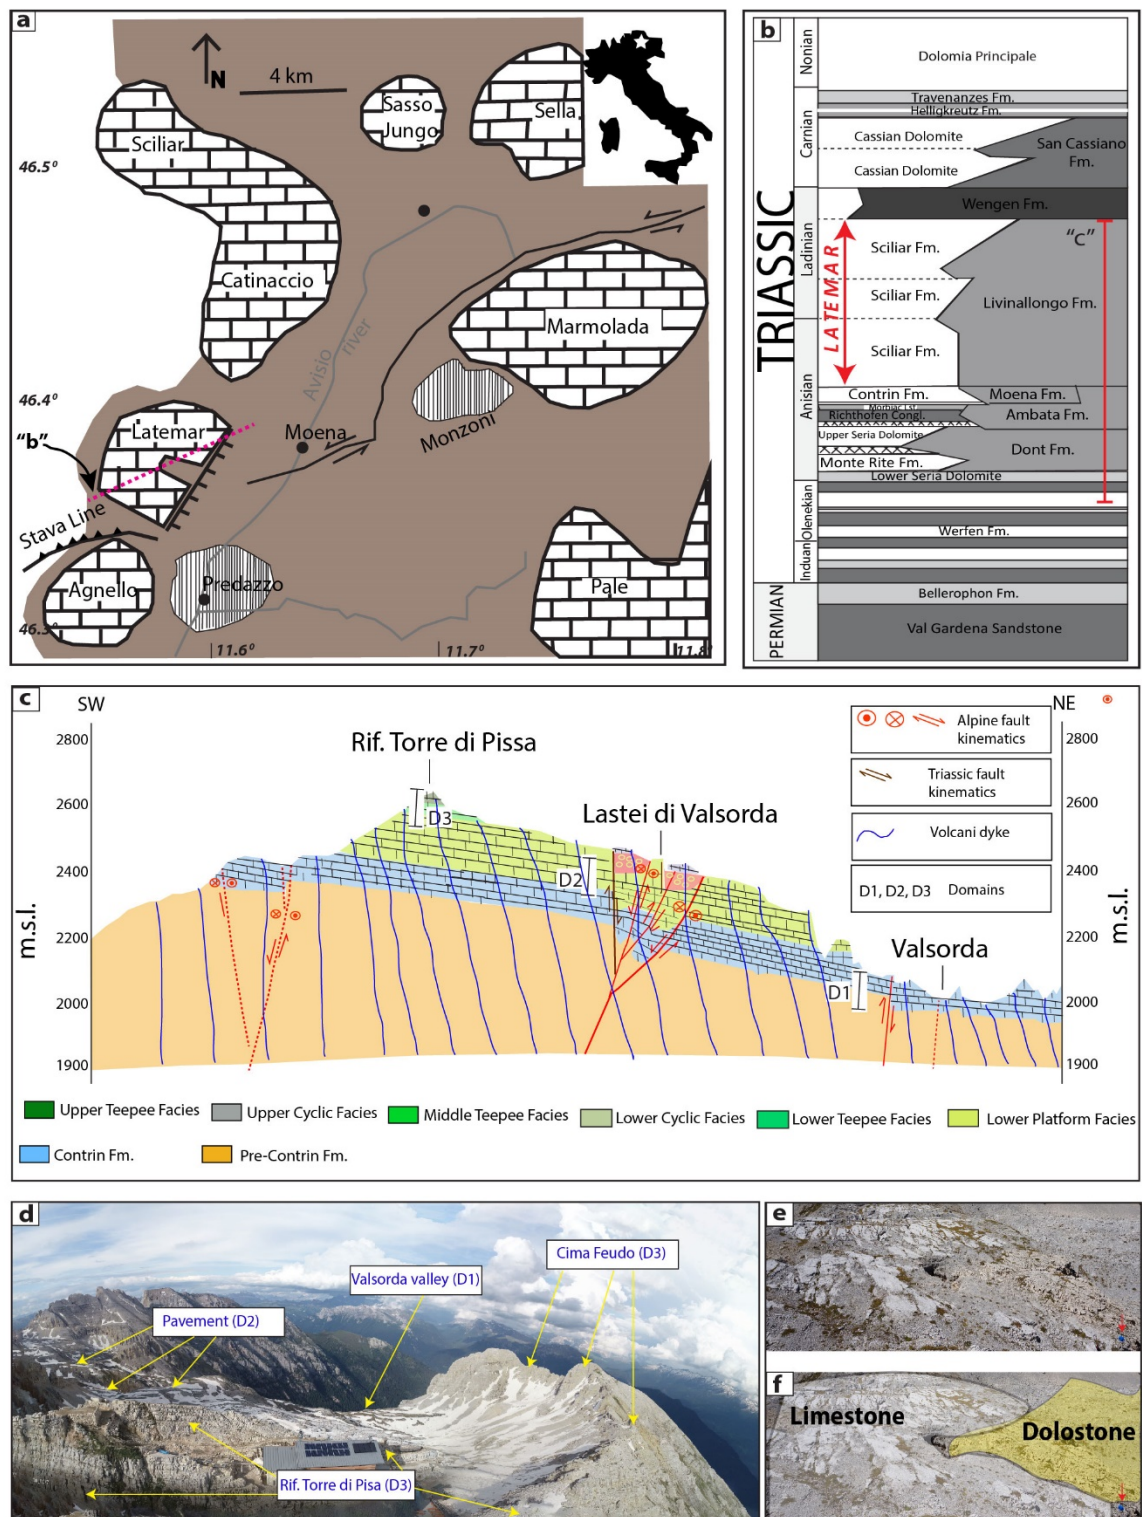 a
N
4 km
Sciliar
Sasso
Jungo
Sella
46.5°
Catinaccio
Marmolada
Avisio
river
46.4°
Latemar
Moena
Monzoni
"b"
Stava Line
Agnello
Predazzo
Pale
46.3°
11.6°
11.7°
11.8°
b
TRIASSIC
PERMIAN
Nonian
Carnian
Ladinian
Anisian
Olenekian
Induan
LATEMAR
Dolomia Principale
Travenanzes Fm.
Helligkreutz Fm.
Cassian Dolomite
San Cassiano
Fm.
Cassian Dolomite
Wengen Fm.
"C"
Sciliar Fm.
Sciliar Fm.
Livinallongo Fm.
Sciliar Fm.
Contrin Fm.
Moena Fm.
Richthofen Congl.
Ambata Fm.
Upper Seria Dolomite
Dont Fm.
Monte Rite Fm.
Lower Seria Dolomite
Werfen Fm.
Bellerophon Fm.
Val Gardena Sandstone
c
SW
NE
2800
2600
2400
2200
2000
1900
m.s.l.
Rif. Torre di Pissa
D3
Lastei di Valsorda
D2
Valsorda
D1
2800
2600
2400
2200
2000
1900
m.s.l.
Alpine fault
kinematics
Triassic fault
kinematics
Volcani dyke
D1, D2, D3 Domains
Upper Teepee Facies
Upper Cyclic Facies
Middle Teepee Facies
Lower Cyclic Facies
Lower Teepee Facies
Lower Platform Facies
Contrin Fm.
Pre-Contrin Fm.
d
Pavement (D2)
Valsorda valley (D1)
Cima Feudo (D3)
Rif. Torre di Pisa (D3)
e
f
Limestone
Dolostone